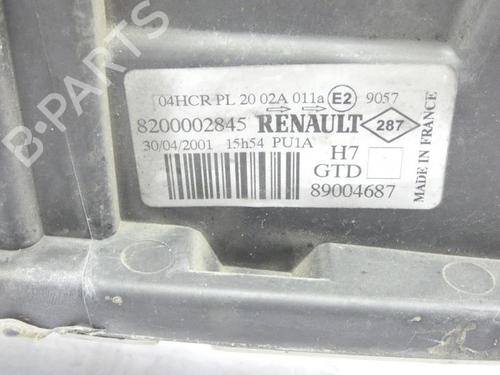 04HCR PL 20 02A 011a E2 9057
8200002845 RENAULT 287
30/04/2001 15h54 PU1A H7
GTD
89004687
MADE IN FRANCE
B-PARTS